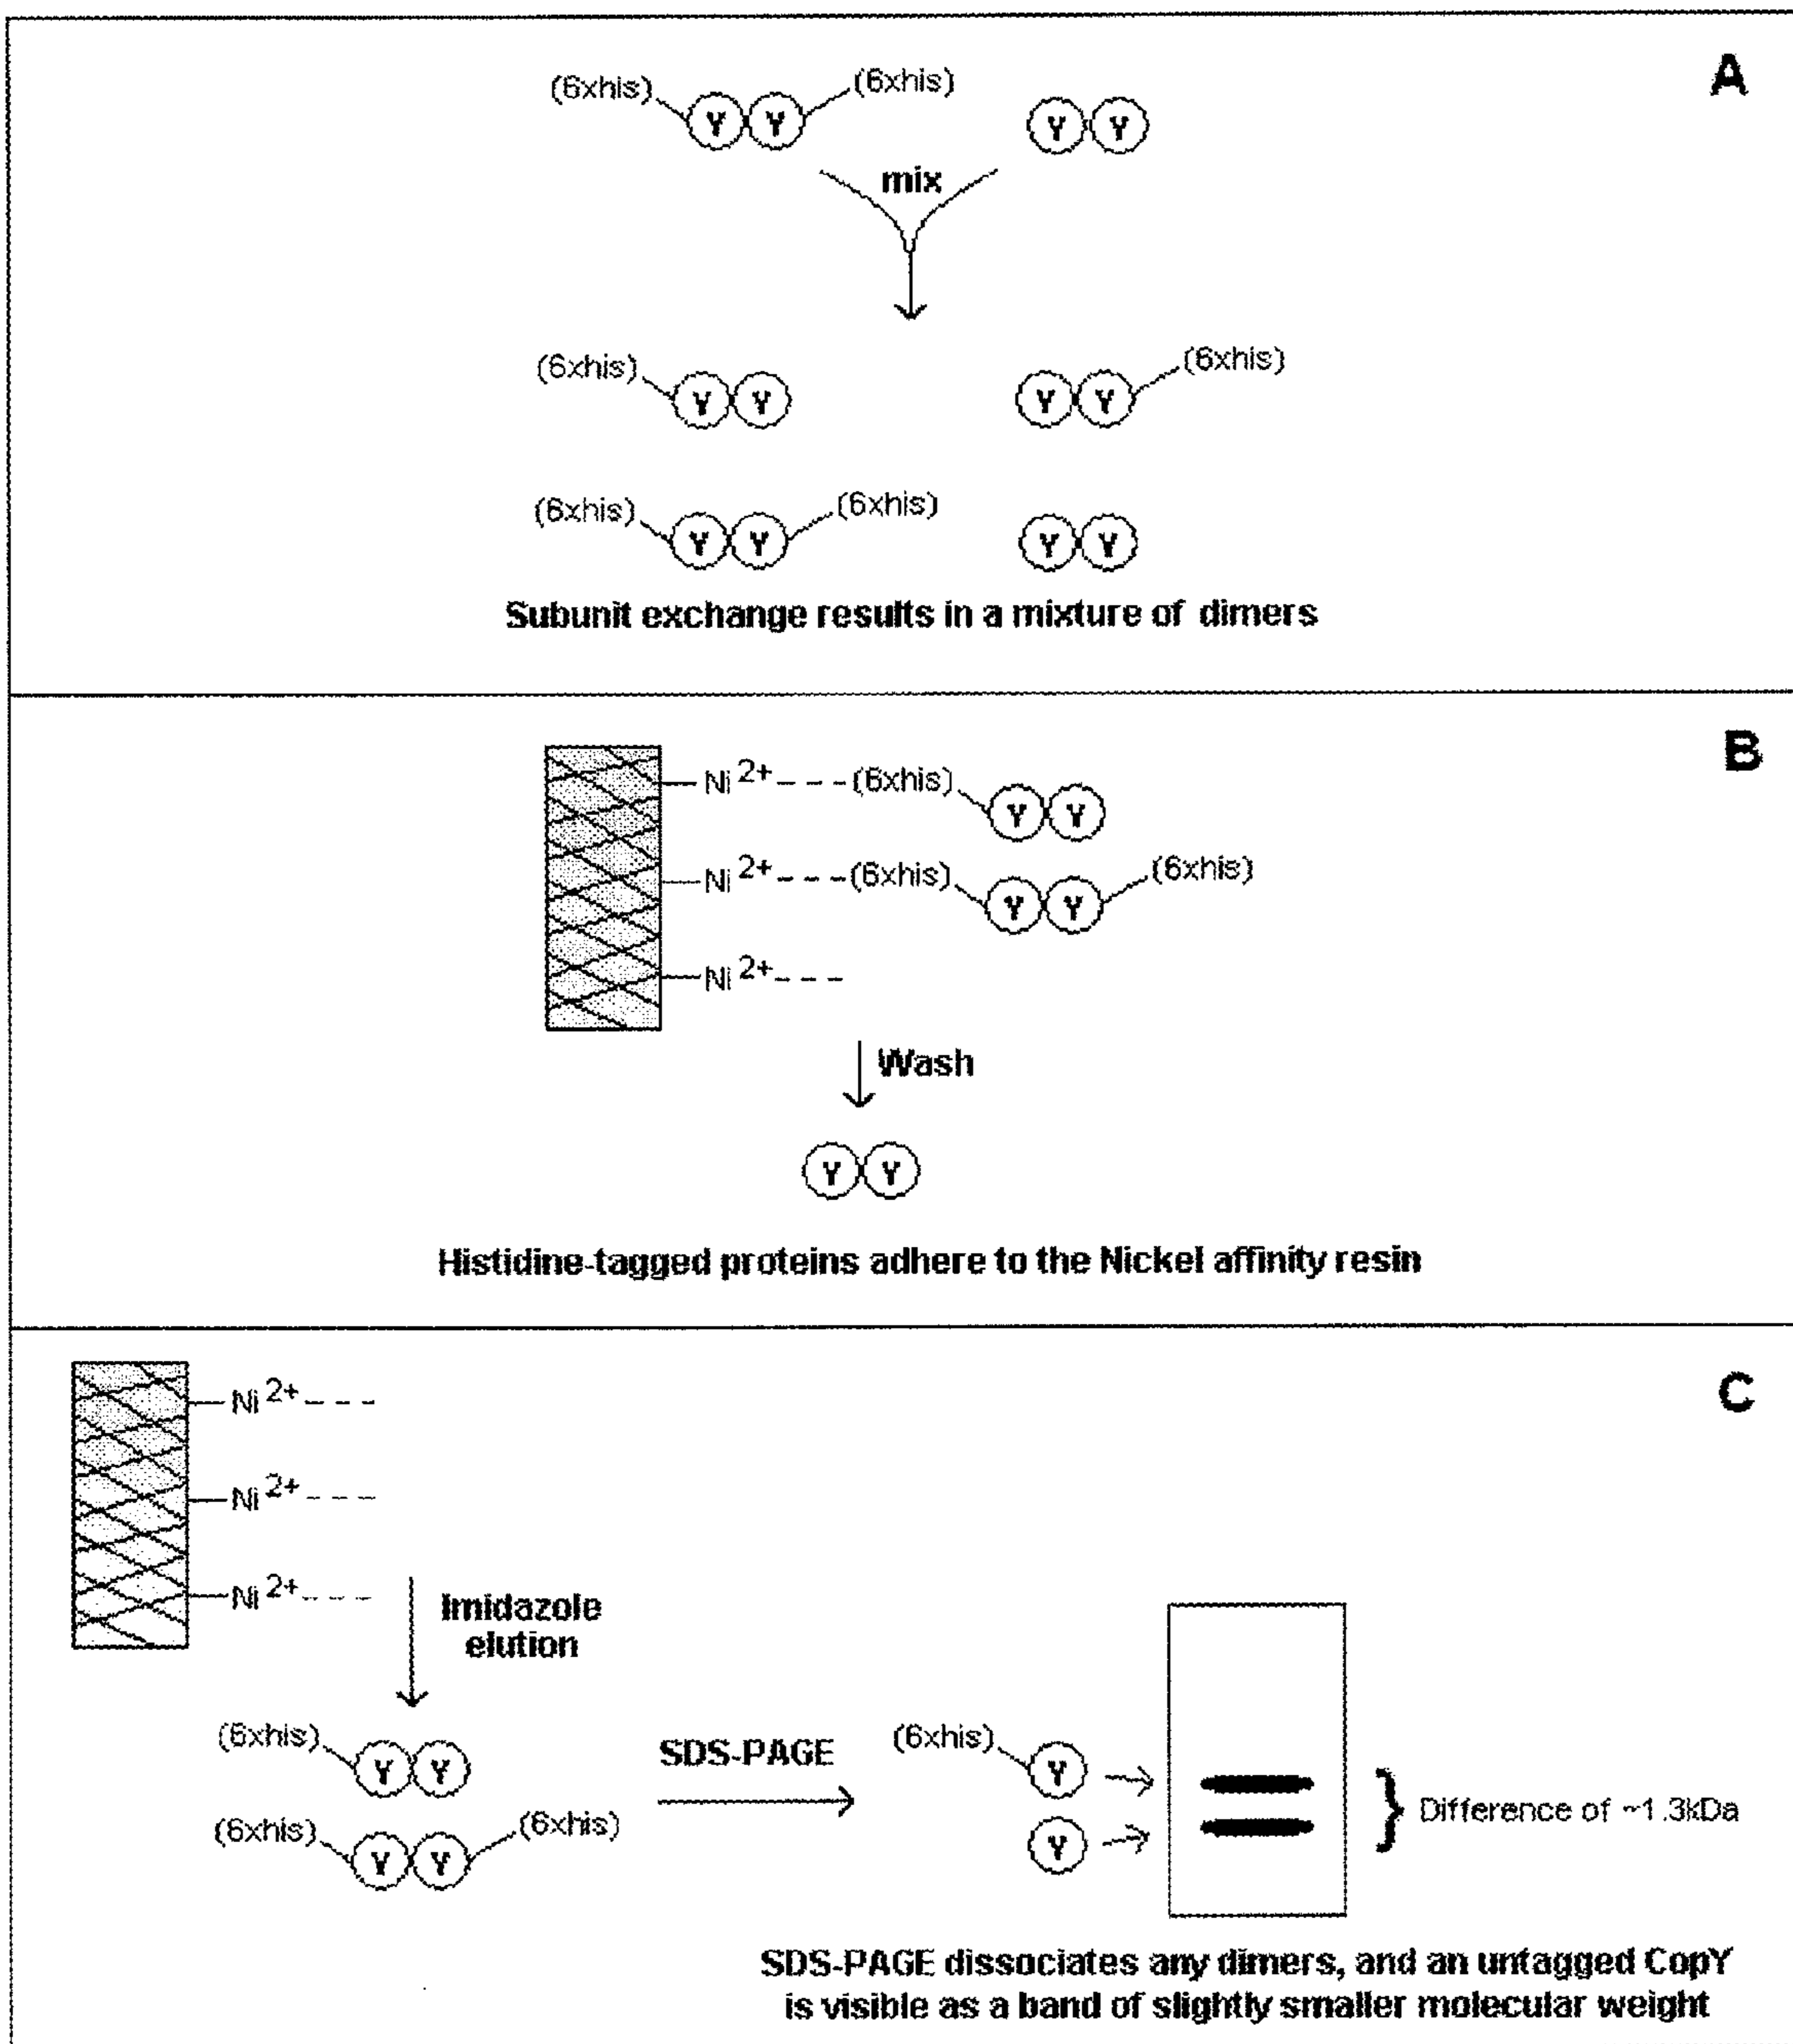 A
(6xhis) (6xhis)
Y Y Y Y
mix
(6xhis) (6xhis)
Y Y Y Y
(6xhis) (6xhis)
Y Y Y Y
Subunit exchange results in a mixture of dimers
B
Ni 2+ - - - (6xhis)
Y Y
Ni 2+ - - - (6xhis) (6xhis)
Y Y
Ni 2+ - - -
Wash
Y Y
Histidine-tagged proteins adhere to the Nickel affinity resin
C
Ni 2+ - - -
Ni 2+ - - -
Ni 2+ - - -
Imidazole
elution
(6xhis)
Y Y
(6xhis) (6xhis)
Y Y
SDS-PAGE
(6xhis)
Y
Y
Difference of ~1.3kDa
SDS-PAGE dissociates any dimers, and an untagged CopY
is visible as a band of slightly smaller molecular weight